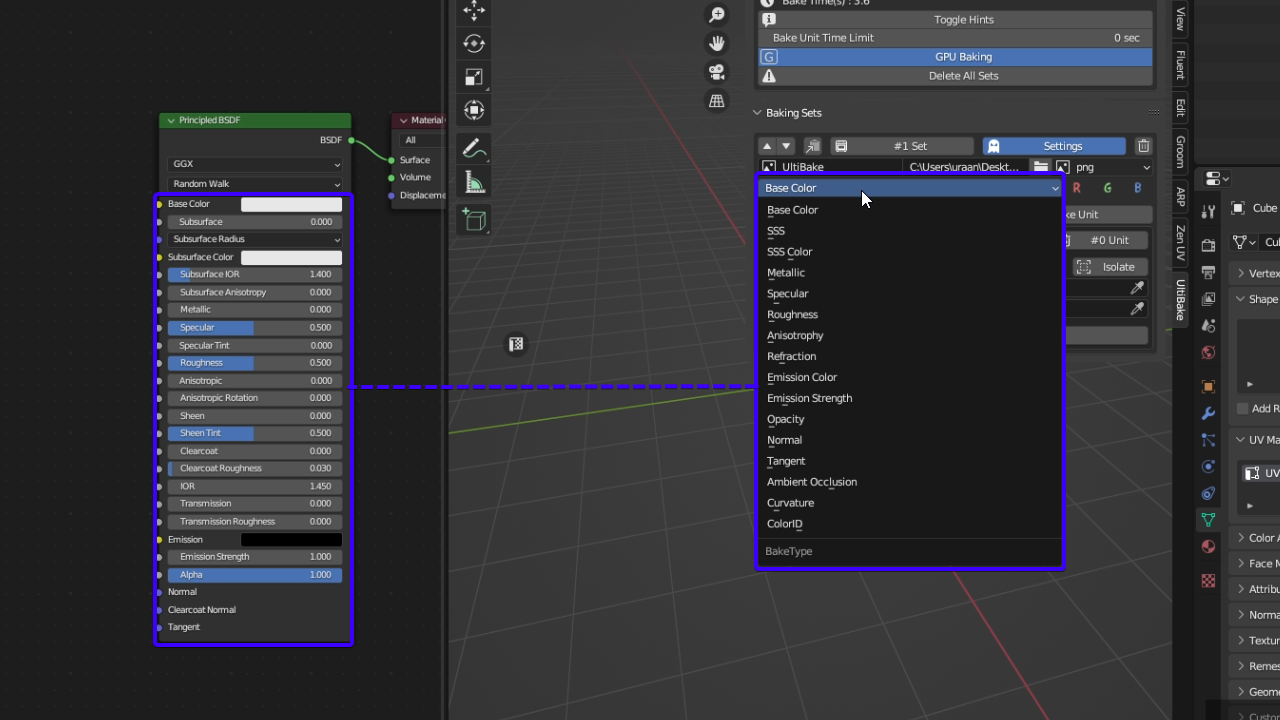 Principled BSDF
BSDF
GGX
Random Walk
Base Color
Subsurface 0.000
Subsurface Radius
Subsurface Color
Subsurface IOR 1.400
Subsurface Anisotropy 0.000
Metallic 0.000
Specular 0.500
Specular Tint 0.000
Roughness 0.500
Anisotropic 0.000
Anisotropic Rotation 0.000
Sheen 0.000
Sheen Tint 0.500
Clearcoat 0.000
Clearcoat Roughness 0.030
IOR 1.450
Transmission 0.000
Transmission Roughness 0.000
Emission
Emission Strength 1.000
Alpha 1.000
Normal
Clearcoat Normal
Tangent
Material
All
Surface
Volume
Displaceme
Bake Time(s) : 3.6
Toggle Hints
Bake Unit Time Limit 0 sec
G GPU Baking
Delete All Sets
Baking Sets
#1 Set Settings
UltiBake C:\Users\uraan\Deskt... png
Base Color R G B
Base Color
SSS
SSS Color
Metallic
Specular
Roughness
Anisotropy
Refraction
Emission Color
Emission Strength
Opacity
Normal
Tangent
Ambient Occlusion
Curvature
ColorID
BakeType
ke Unit
#0 Unit
Isolate
View
Fluent
Edit
Groom
ARP
Zen UV
UltiBake
Cube
Cu
Vertex
Shape
Add R
UV Ma
UV
Color A
Face M
Attribu
Norma
Textur
Remes
Geome
Custo